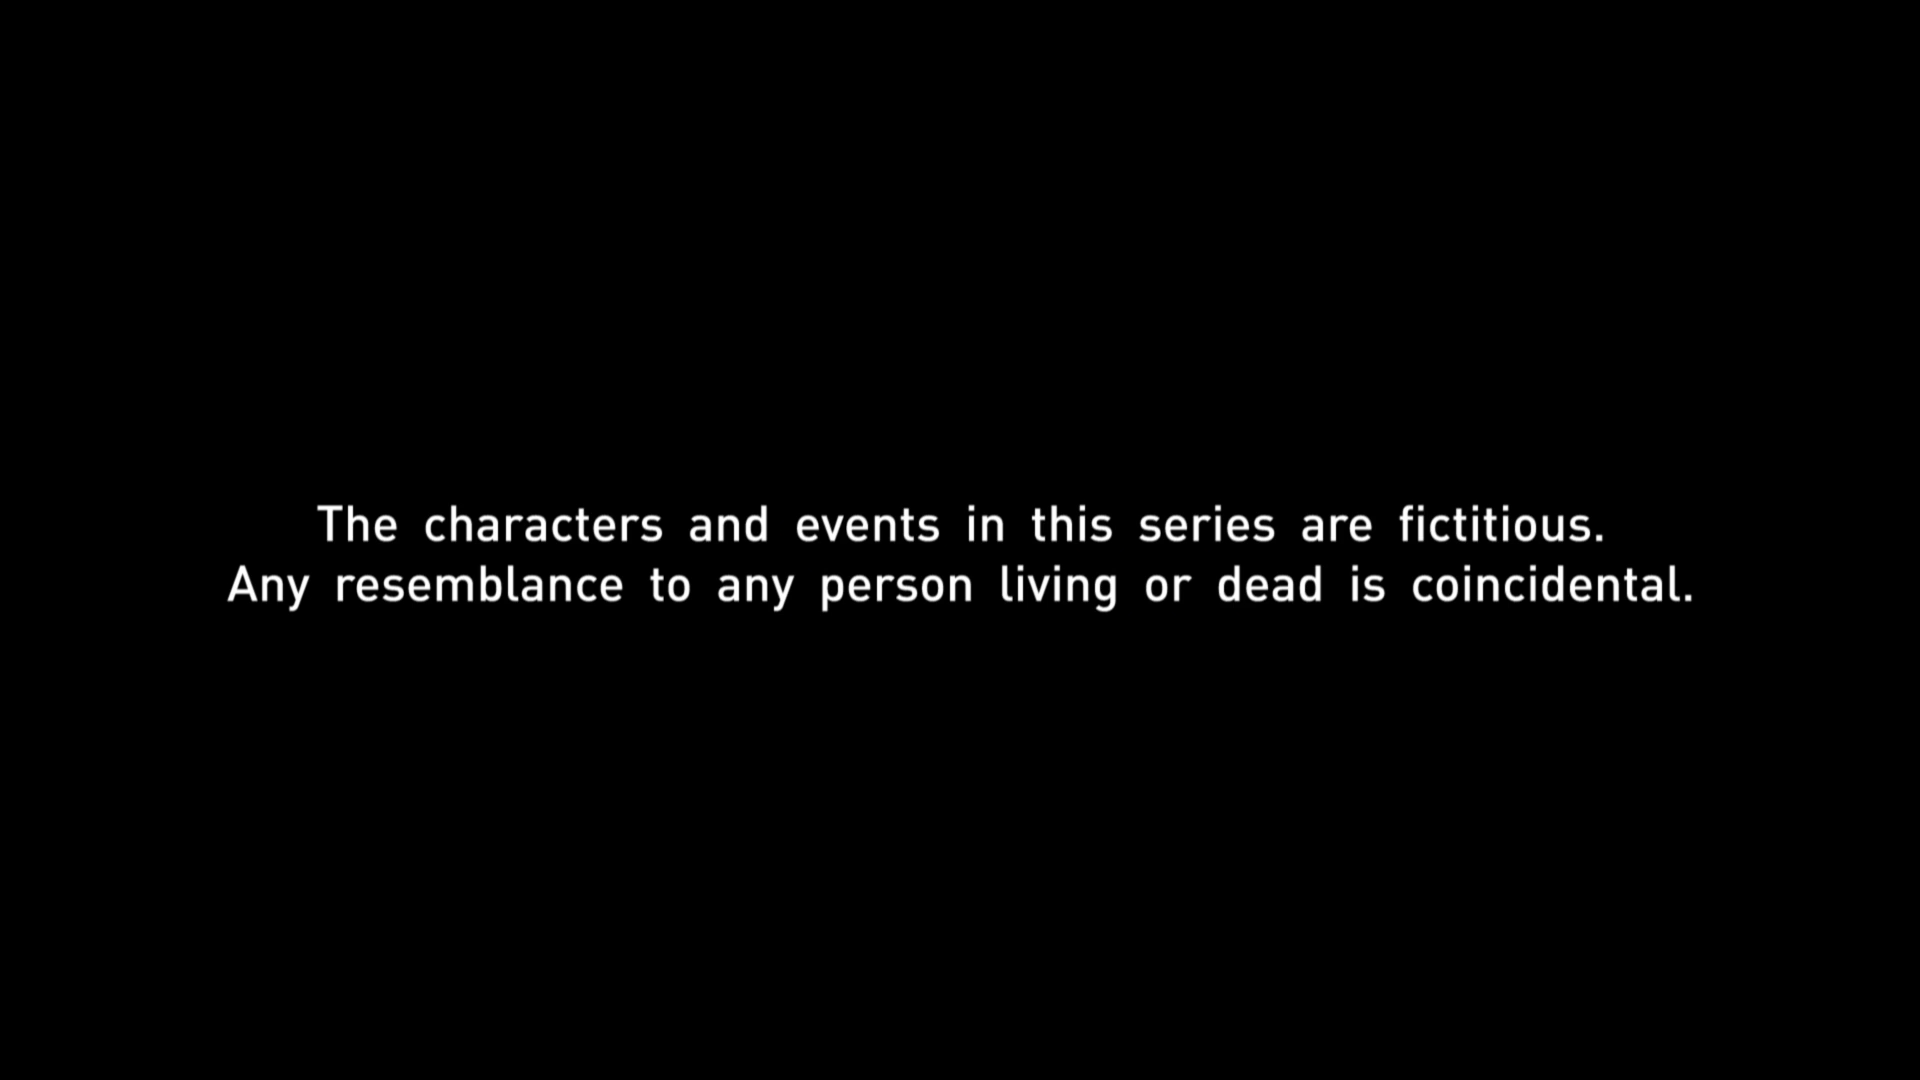 The characters and events in this series are fictitious.
Any resemblance to any person living or dead is coincidental.